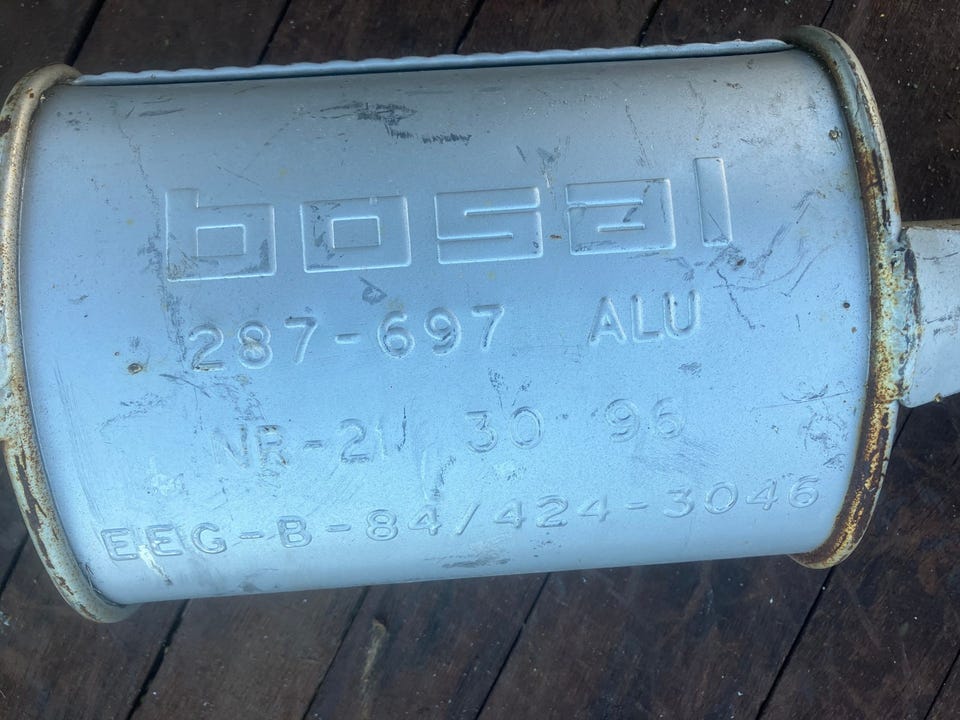 bosal
287-697 ALU
NR-21 30 96
EEG-B-84/424-3046